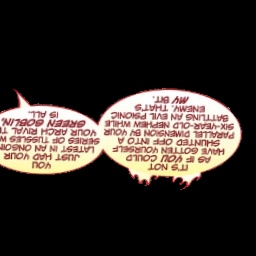 IT'S NOT
AS IF YOU COULD
HAVE GOTTEN YOURSELF
SHUNTED OFF INTO A
PARALLEL DIMENSION BY YOUR
SIX-YEAR-OLD NEPHEW WHILE
BATTLING AN EVIL PSIONIC
ENEMY. THAT'S
MY BIT.
YOU
JUST HAD YOUR
LATEST IN AN ONGOIN
SERIES OF TUSSLES W
YOUR ARCH RIVAL, T
GREEN GOBLIN,
IS ALL.